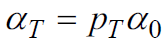 α_T = p_T α_0